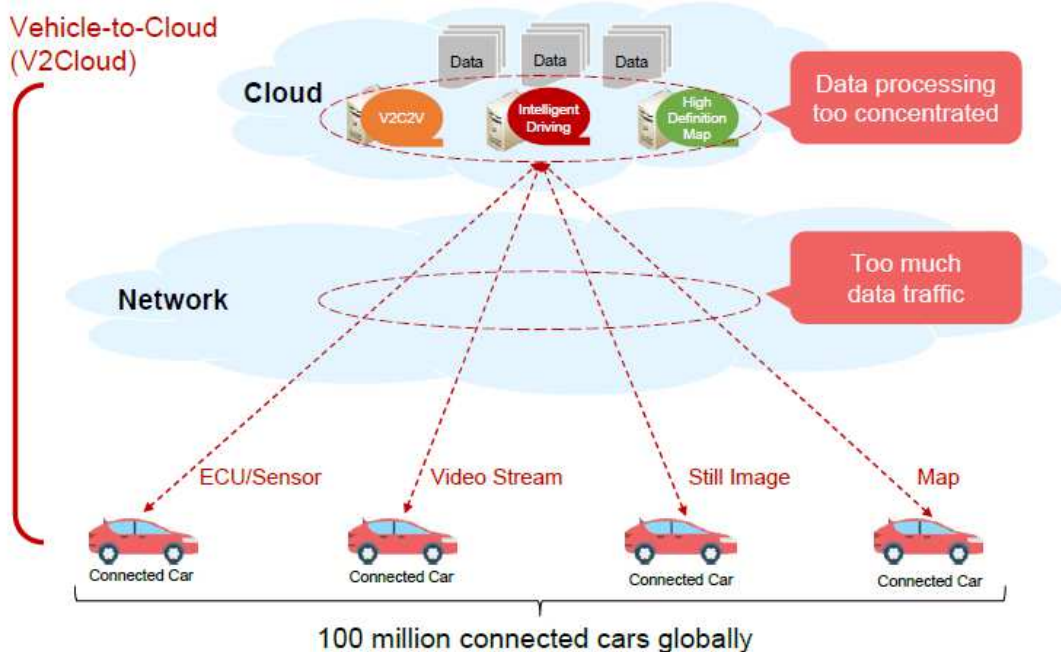 Vehicle-to-Cloud
(V2Cloud)
Data
Data
Data
Cloud
V2C2V
Intelligent
Driving
High
Definition
Map
Data processing
too concentrated
Network
Too much
data traffic
ECU/Sensor
Video Stream
Still Image
Map
Connected Car
Connected Car
Connected Car
Connected Car
100 million connected cars globally